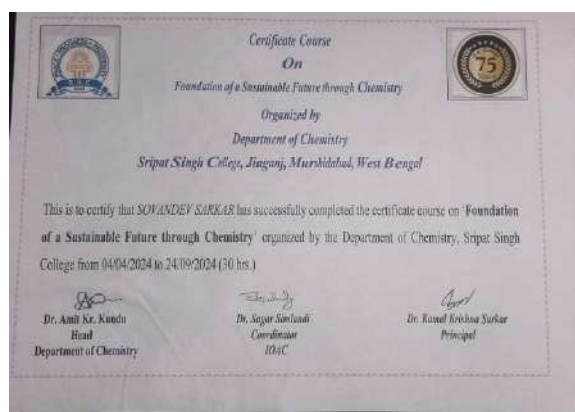 Certificate Course
On
Foundation of a Sustainable Future through Chemistry
Organized by
Department of Chemistry
Sripat Singh College, Jiaganj, Murshidabad, West Bengal
75
This is to certify that SOVANDEV SARKAR has successfully completed the certificate course on 'Foundation
of a Sustainable Future through Chemistry' organized by the Department of Chemistry, Sripat Singh
College from 04/04/2024 to 24/09/2024 (30 hrs.)
Dr. Amit Kr. Kundu
Head
Department of Chemistry
Dr. Sagar Simlandi
Coordinator
IQAC
Dr. Kamal Krishna Sarkar
Principal